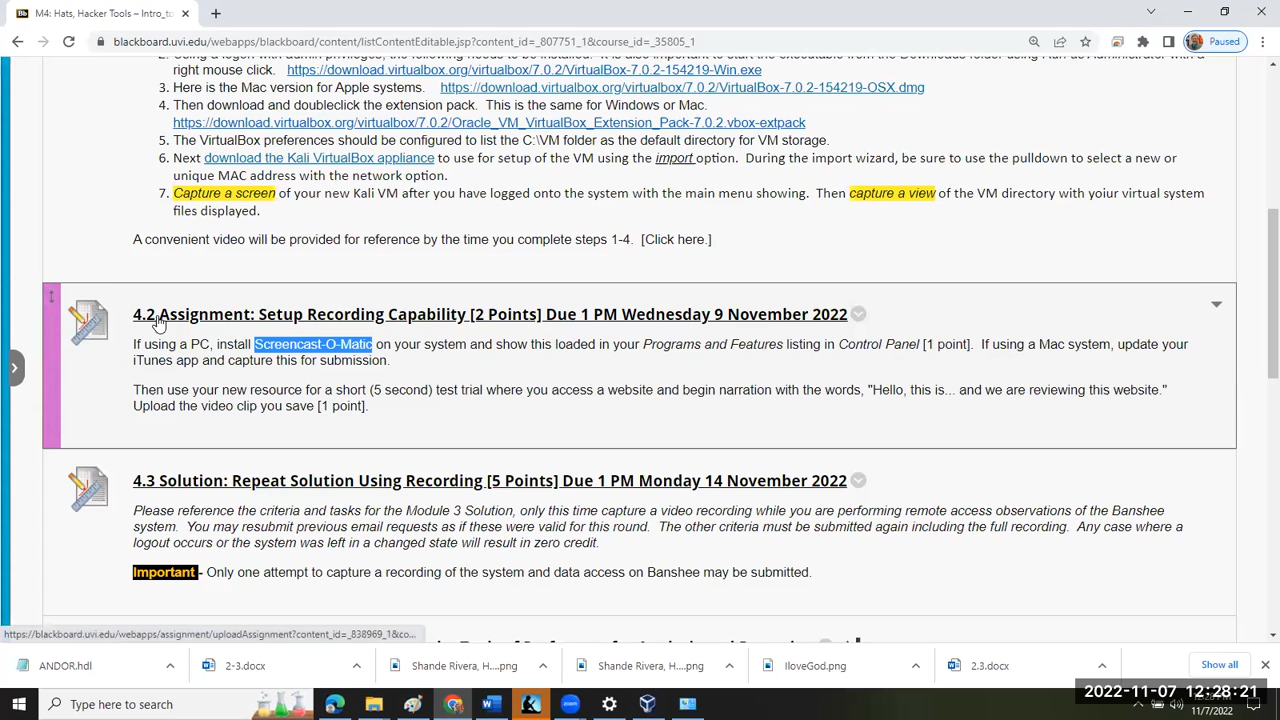 M4: Hats, Hacker Tools – Intro_to
blackboard.uvi.edu/webapps/blackboard/content/listContentEditable.jsp?content_id=_807751_1&course_id=_35805_1
Paused
right mouse click. https://download.virtualbox.org/virtualbox/7.0.2/VirtualBox-7.0.2-154219-Win.exe
3. Here is the Mac version for Apple systems. https://download.virtualbox.org/virtualbox/7.0.2/VirtualBox-7.0.2-154219-OSX.dmg
4. Then download and doubleclick the extension pack. This is the same for Windows or Mac.
https://download.virtualbox.org/virtualbox/7.0.2/Oracle_VM_VirtualBox_Extension_Pack-7.0.2.vbox-extpack
5. The VirtualBox preferences should be configured to list the C:\VM folder as the default directory for VM storage.
6. Next download the Kali VirtualBox appliance to use for setup of the VM using the import option. During the import wizard, be sure to use the pulldown to select a new or
unique MAC address with the network option.
7. Capture a screen of your new Kali VM after you have logged onto the system with the main menu showing. Then capture a view of the VM directory with yoiur virtual system
files displayed.
A convenient video will be provided for reference by the time you complete steps 1-4. [Click here.]
4.2 Assignment: Setup Recording Capability [2 Points] Due 1 PM Wednesday 9 November 2022
If using a PC, install Screencast-O-Matic on your system and show this loaded in your Programs and Features listing in Control Panel [1 point]. If using a Mac system, update your
iTunes app and capture this for submission.
Then use your new resource for a short (5 second) test trial where you access a website and begin narration with the words, "Hello, this is... and we are reviewing this website."
Upload the video clip you save [1 point].
4.3 Solution: Repeat Solution Using Recording [5 Points] Due 1 PM Monday 14 November 2022
Please reference the criteria and tasks for the Module 3 Solution, only this time capture a video recording while you are performing remote access observations of the Banshee
system. You may resubmit previous email requests as if these were valid for this round. The other criteria must be submitted again including the full recording. Any case where a
logout occurs or the system was left in a changed state will result in zero credit.
Important - Only one attempt to capture a recording of the system and data access on Banshee may be submitted.
https://blackboard.uvi.edu/webapps/assignment/uploadAssignment?content_id=_838969_1&co...
ANDOR.hdl
2-3.docx
Shande Rivera, H....png
Shande Rivera, H....png
IloveGod.png
2.3.docx
Show all
Type here to search
2022-11-07 12:28:21
11/7/2022